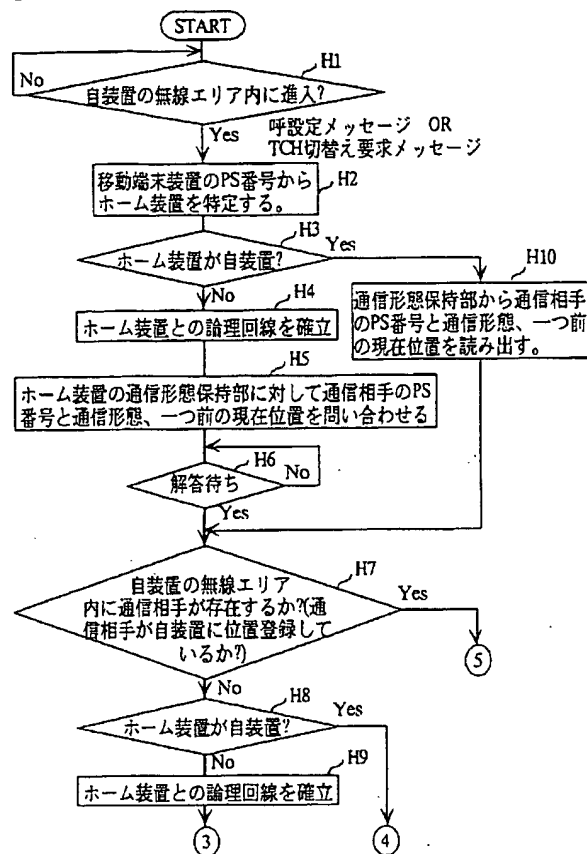 START
H1
No
自装置の無線エリア内に進入?
Yes
呼設定メッセージ OR
TCH切替え要求メッセージ
H2
移動端末装置のPS番号から
ホーム装置を特定する。
H3
ホーム装置が自装置?
Yes
No
H4
H10
通信形態保持部から通信相手
のPS番号と通信形態、一つ前
の現在位置を読み出す。
ホーム装置との論理回線を確立
H5
ホーム装置の通信形態保持部に対して通信相手のPS
番号と通信形態、一つ前の現在位置を問い合わせる
H6
No
解答待ち
Yes
H7
自装置の無線エリア
内に通信相手が存在するか?(通
信相手が自装置に位置登録して
いるか?)
Yes
⑤
No
H8
ホーム装置が自装置?
Yes
No
H9
ホーム装置との論理回線を確立
③
④